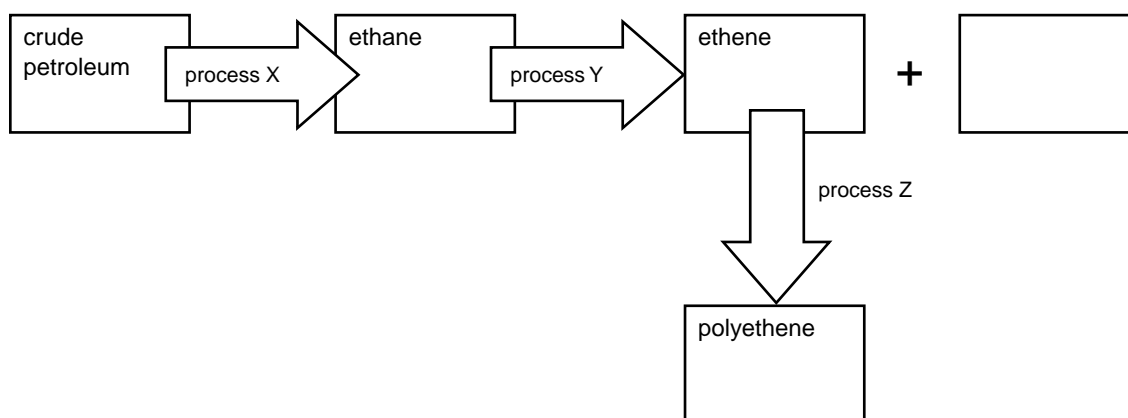 crude
petroleum
process X
ethane
process Y
ethene
+
process Z
polyethene